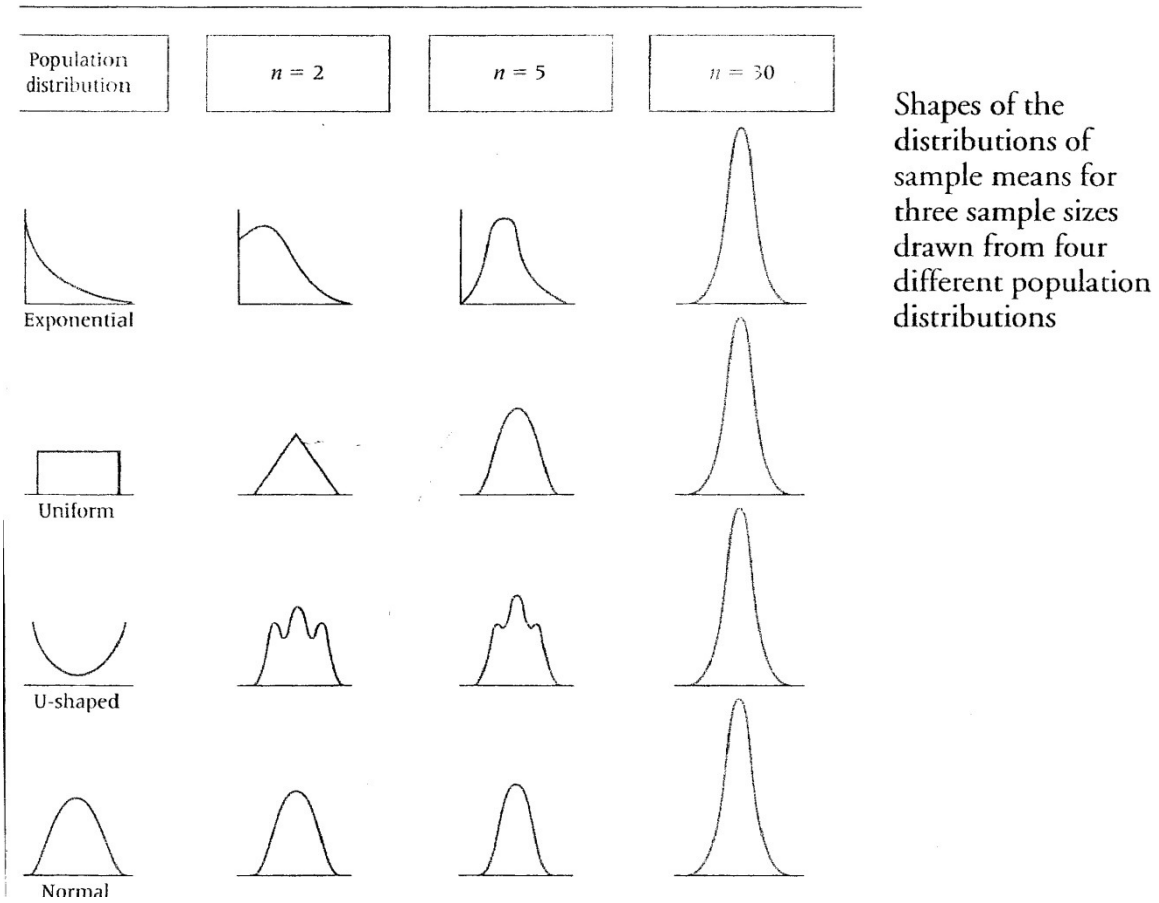 Population
distribution
n = 2
n = 5
n = 30
Shapes of the
distributions of
sample means for
three sample sizes
drawn from four
different population
distributions
Exponential
Uniform
U-shaped
Normal